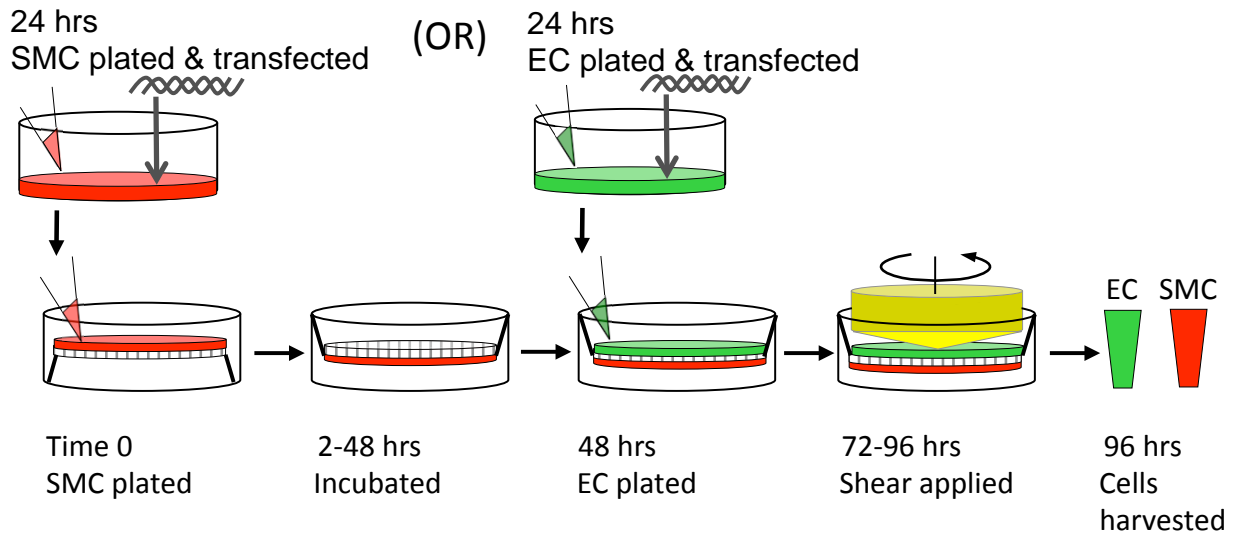 24 hrs
SMC plated & transfected
(OR)
24 hrs
EC plated & transfected
EC SMC
Time 0
SMC plated
2-48 hrs
Incubated
48 hrs
EC plated
72-96 hrs
Shear applied
96 hrs
Cells
harvested